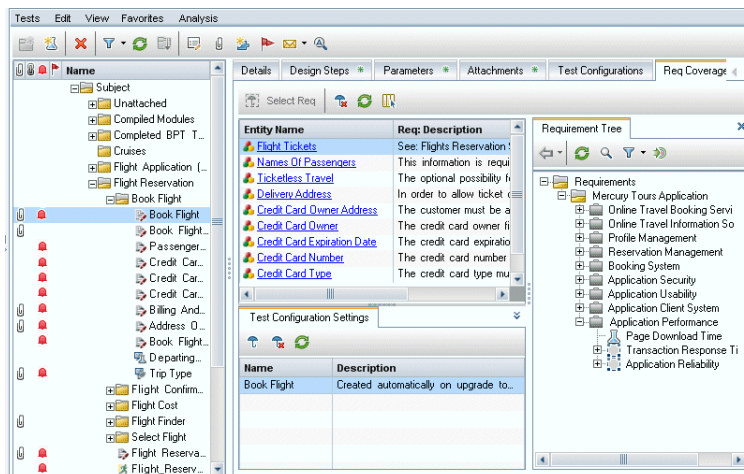 Tests Edit View Favorites Analysis
Name
Subject
Unattached
Compiled Modules
Completed BPT T...
Cruises
Flight Application (...
Flight Reservation
Book Flight
Book Flight
Book Flight...
Passenger...
Credit Car...
Credit Car...
Credit Car...
Billing And...
Address O...
Book Flight...
Departing...
Trip Type
Flight Confirm...
Flight Cost
Flight Finder
Select Flight
Flight Reserva...
Flight_Reserv...
Details Design Steps * Parameters * Attachments * Test Configurations Req Coverage
Select Req
Entity Name Req: Description
Flight Tickets See: Flights Reservation S
Names Of Passengers This information is requi
Ticketless Travel The optional possibility f
Delivery Address In order to allow ticket d
Credit Card Owner Address The customer must be a
Credit Card Owner The credit card owner fi
Credit Card Expiration Date The credit card expiratio
Credit Card Number The credit card number
Credit Card Type The credit card type mu
Test Configuration Settings
Name Description
Book Flight Created automatically on upgrade to...
Requirement Tree
Requirements
Mercury Tours Application
Online Travel Booking Servi
Online Travel Information So
Profile Management
Reservation Management
Booking System
Application Security
Application Usability
Application Client System
Application Performance
Page Download Time
Transaction Response Ti
Application Reliability